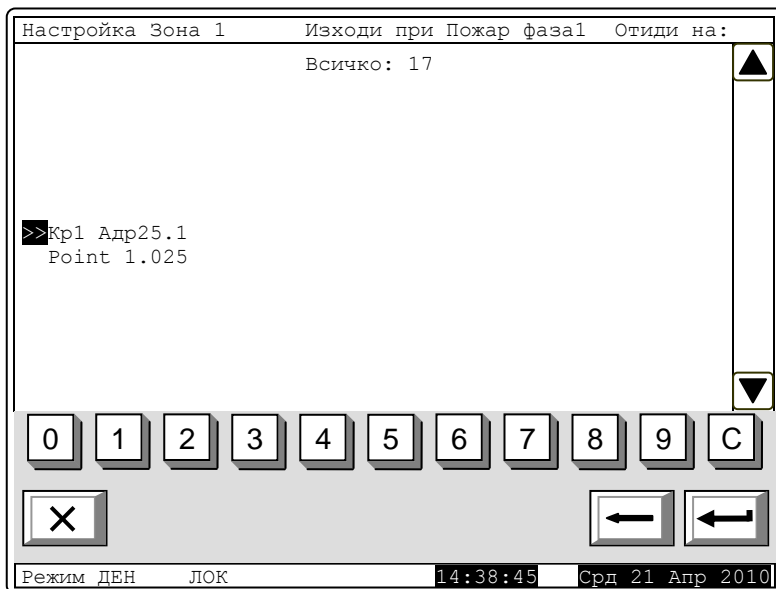 Настройка Зона 1 Изходи при Пожар фаза1 Отиди на:
Всичко: 17
>>Кр1 Адр25.1
Point 1.025
0 1 2 3 4 5 6 7 8 9 C
Режим ДЕН ЛОК 14:38:45 Срд 21 Апр 2010